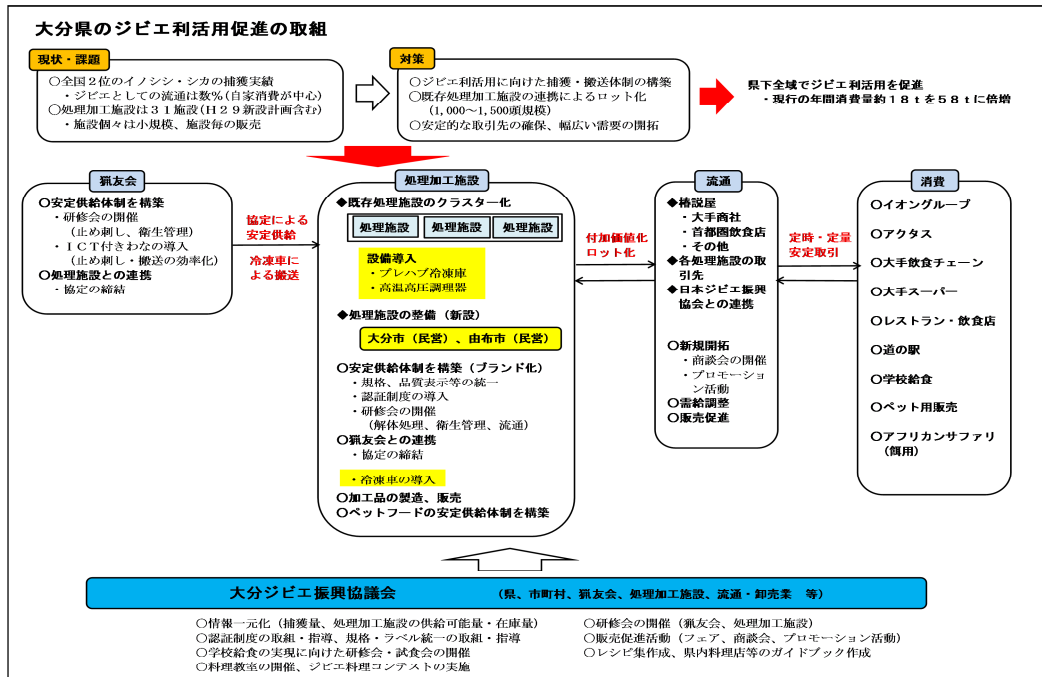 大分県のジビエ利活用促進の取組
現状・課題
〇全国2位のイノシシ・シカの捕獲実績
・ジビエとしての流通は数%(自家消費が中心)
〇処理加工施設は31施設(H29新設計画含む)
・施設個々は小規模、施設毎の販売
対策
〇ジビエ利活用に向けた捕獲・搬送体制の構築
〇既存処理加工施設の連携によるロット化
(1,000~1,500頭規模)
〇安定的な取引先の確保、幅広い需要の開拓
県下全域でジビエ利活用を促進
・現行の年間消費量約18tを58tに倍増
猟友会
〇安定供給体制を構築
・研修会の開催
(止め刺し、衛生管理)
・ICT付きわなの導入
(止め刺し・搬送の効率化)
〇処理施設との連携
・協定の締結
協定による
安定供給
冷凍車に
よる搬送
処理加工施設
◆既存処理施設のクラスター化
処理施設 処理施設 処理施設
設備導入
・プレハブ冷凍庫
・高温高圧調理器
◆処理施設の整備(新設)
大分市(民営)、由布市(民営)
〇安定供給体制を構築(ブランド化)
・規格、品質表示等の統一
・認証制度の導入
・研修会の開催
(解体処理、衛生管理、流通)
〇猟友会との連携
・協定の締結
・冷凍車の導入
〇加工品の製造、販売
〇ペットフードの安定供給体制を構築
付加価値化
ロット化
流通
◆椿説屋
・大手商社
・首都圏飲食店
・その他
◆各処理施設の取
引先
◆日本ジビエ振興
協会との連携
〇新規開拓
・商談会の開催
・プロモーショ
ン活動
〇需給調整
〇販売促進
定時・定量
安定取引
消費
〇イオングループ
〇アクタス
〇大手飲食チェーン
〇大手スーパー
〇レストラン・飲食店
〇道の駅
〇学校給食
〇ペット用販売
〇アフリカンサファリ
(餌用)
大分ジビエ振興協議会 (県、市町村、猟友会、処理加工施設、流通・卸売業 等)
〇情報一元化(捕獲量、処理加工施設の供給可能量・在庫量)
〇認証制度の取組・指導、規格・ラベル統一の取組・指導
〇学校給食の実現に向けた研修会・試食会の開催
〇料理教室の開催、ジビエ料理コンテストの実施
〇研修会の開催(猟友会、処理加工施設)
〇販売促進活動(フェア、商談会、プロモーション活動)
〇レシピ集作成、県内料理店等のガイドブック作成